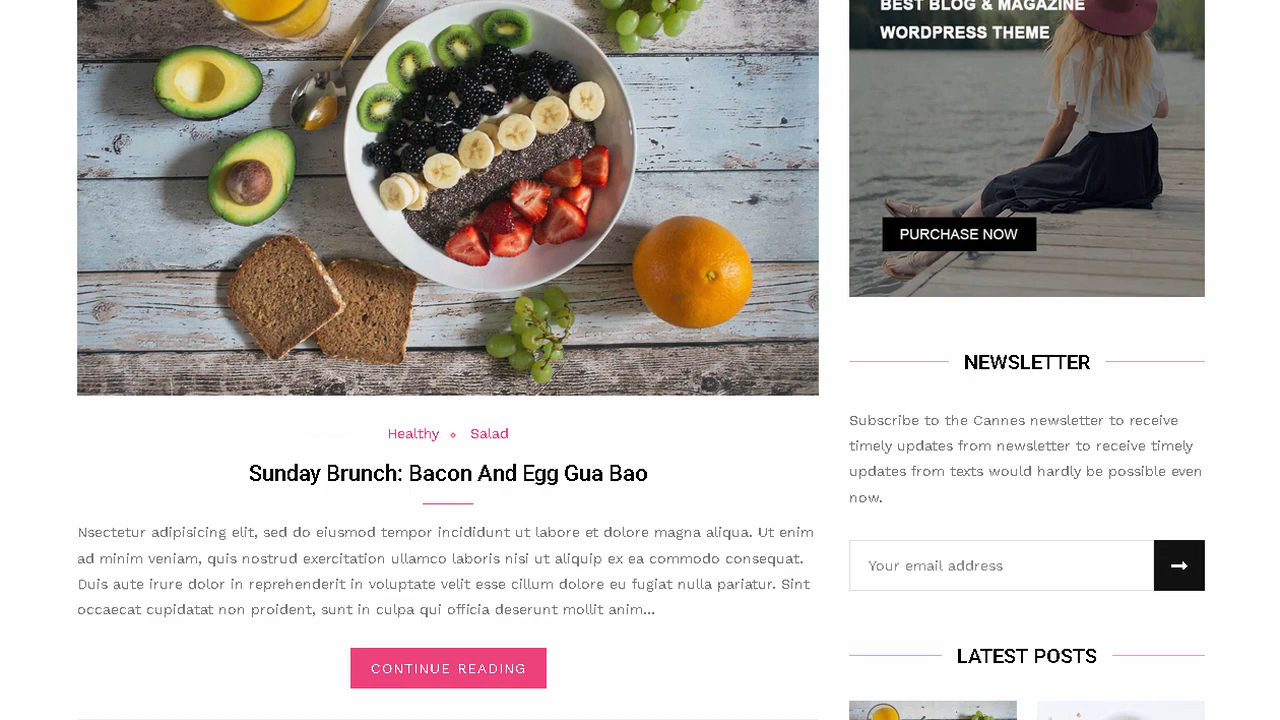 BEST BLOG & MAGAZINE
WORDPRESS THEME
PURCHASE NOW
Healthy
Salad
Sunday Brunch: Bacon And Egg Gua Bao
Nsectetur adipisicing elit, sed do eiusmod tempor incididunt ut labore et dolore magna aliqua. Ut enim
ad minim veniam, quis nostrud exercitation ullamco laboris nisi ut aliquip ex ea commodo consequat.
Duis aute irure dolor in reprehenderit in voluptate velit esse cillum dolore eu fugiat nulla pariatur. Sint
occaecat cupidatat non proident, sunt in culpa qui officia deserunt mollit anim...
CONTINUE READING
NEWSLETTER
Subscribe to the Cannes newsletter to receive
timely updates from newsletter to receive timely
updates from texts would hardly be possible even
now.
Your email address
LATEST POSTS